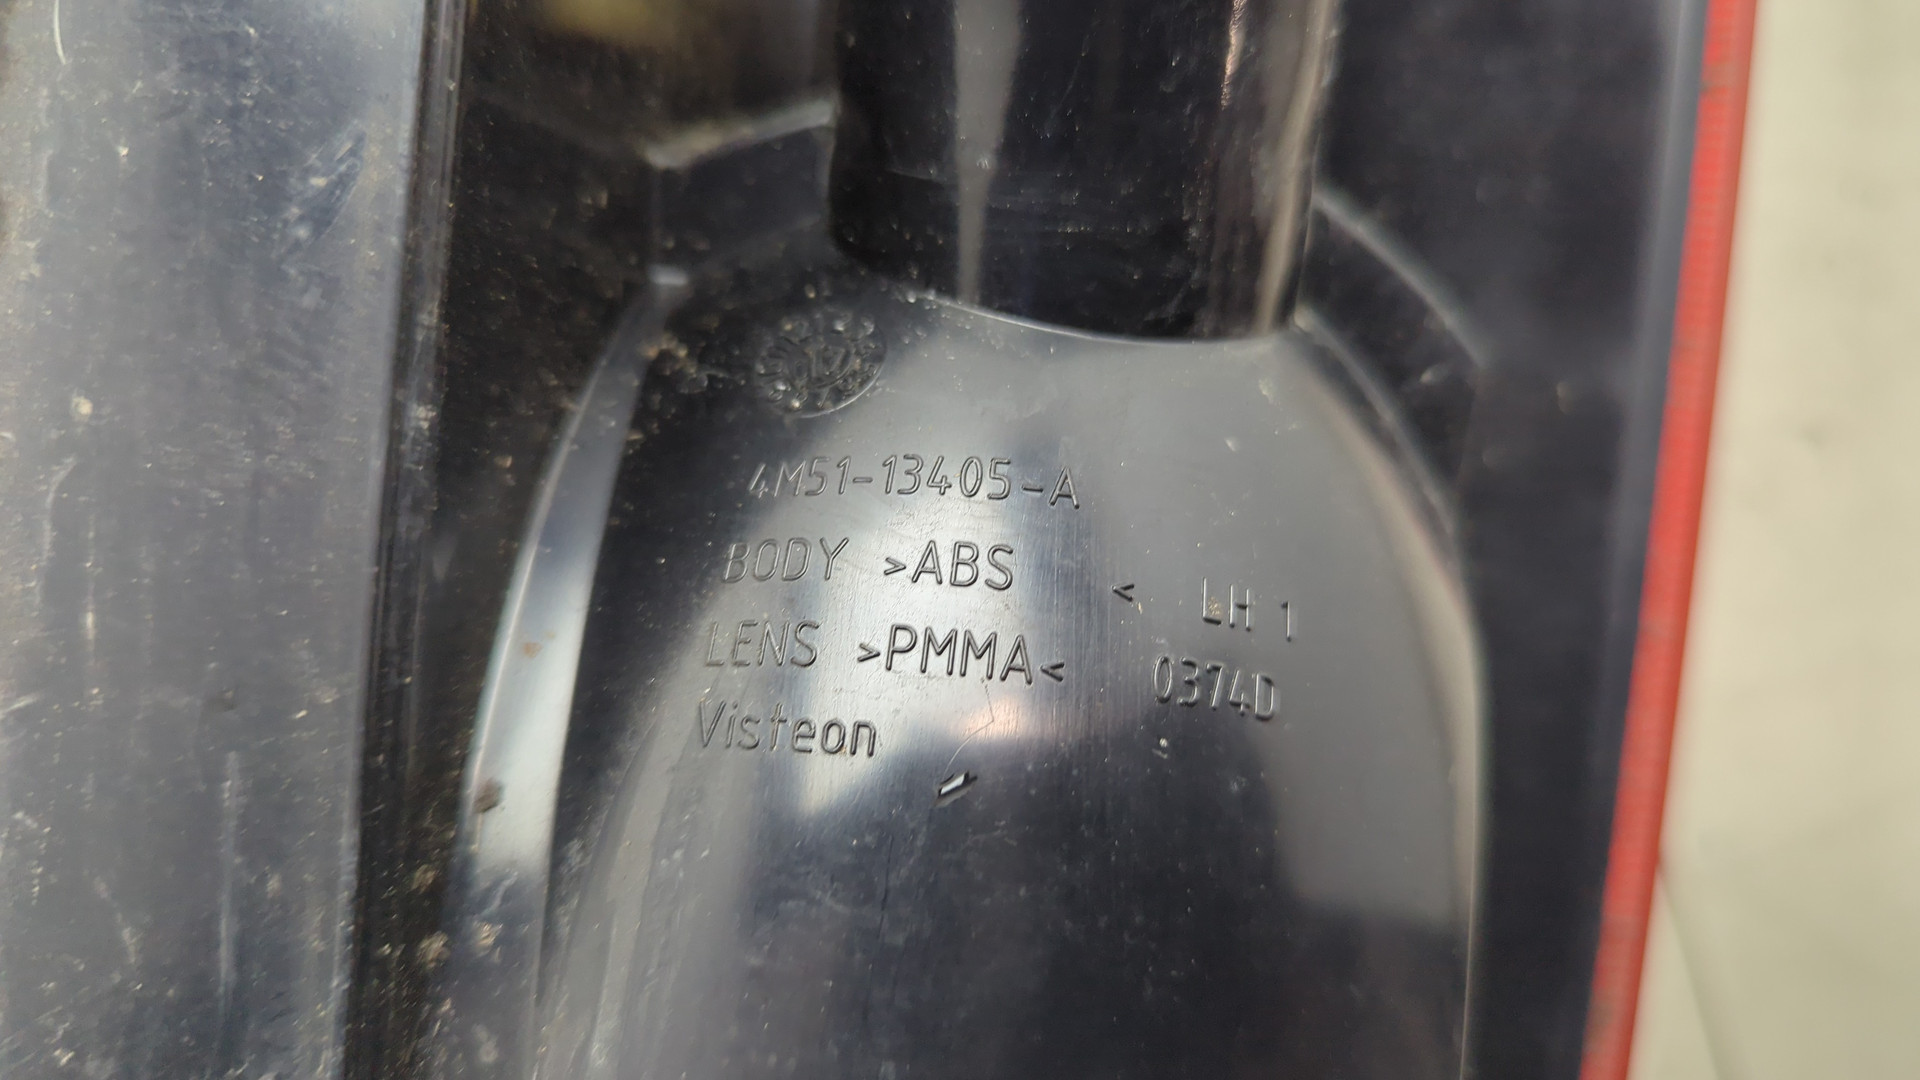 4M51-13405-A
BODY >ABS <
LENS >PMMA<
Visteon
LH 1
0374D